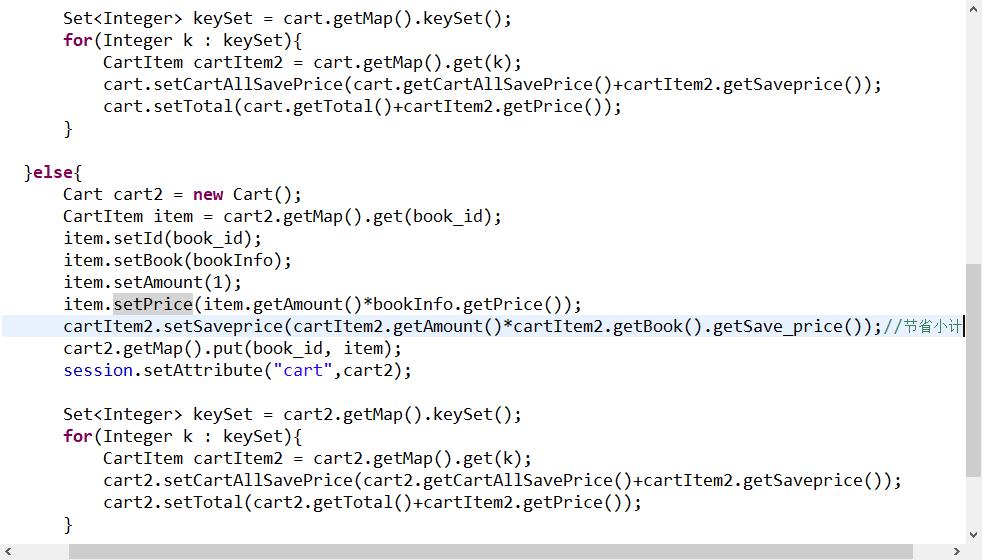 Set<Integer> keySet = cart.getMap().keySet();
for(Integer k : keySet){
CartItem cartItem2 = cart.getMap().get(k);
cart.setCartAllSavePrice(cart.getCartAllSavePrice()+cartItem2.getSaveprice());
cart.setTotal(cart.getTotal()+cartItem2.getPrice());
}
}else{
Cart cart2 = new Cart();
CartItem item = cart2.getMap().get(book_id);
item.setId(book_id);
item.setBook(bookInfo);
item.setAmount(1);
item.setPrice(item.getAmount()*bookInfo.getPrice());
cartItem2.setSaveprice(cartItem2.getAmount()*cartItem2.getBook().getSave_price());//节省小计
cart2.getMap().put(book_id, item);
session.setAttribute("cart",cart2);
Set<Integer> keySet = cart2.getMap().keySet();
for(Integer k : keySet){
CartItem cartItem2 = cart2.getMap().get(k);
cart2.setCartAllSavePrice(cart2.getCartAllSavePrice()+cartItem2.getSaveprice());
cart2.setTotal(cart2.getTotal()+cartItem2.getPrice());
}